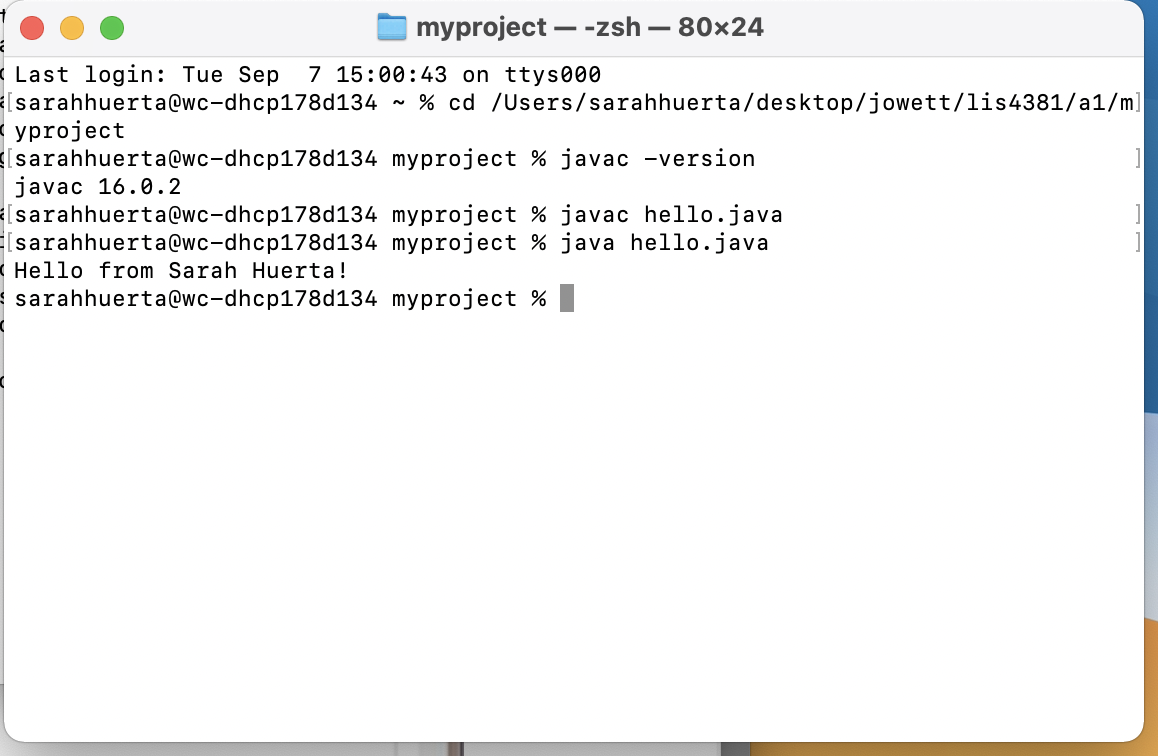 myproject — -zsh — 80×24
Last login: Tue Sep  7 15:00:43 on ttys000
[sarahhuerta@wc-dhcp178d134 ~ % cd /Users/sarahhuerta/desktop/jowett/lis4381/a1/m]
yproject
[sarahhuerta@wc-dhcp178d134 myproject % javac -version ]
javac 16.0.2
[sarahhuerta@wc-dhcp178d134 myproject % javac hello.java ]
[sarahhuerta@wc-dhcp178d134 myproject % java hello.java ]
Hello from Sarah Huerta!
sarahhuerta@wc-dhcp178d134 myproject %